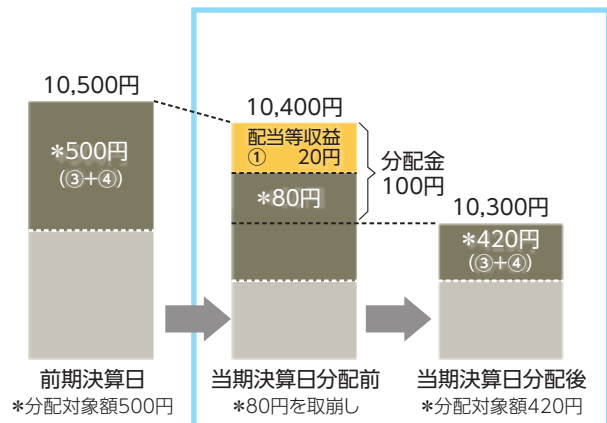 10,500円
*500円
(③+④)
前期決算日
*分配対象額500円
10,400円
配当等収益
① 20円
*80円
分配金
100円
当期決算日分配前
*80円を取崩し
10,300円
*420円
(③+④)
当期決算日分配後
*分配対象額420円